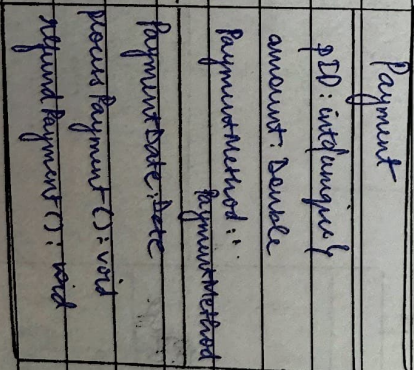 Payment
pID: int{unique}
amount: Double
PaymentMethod:
PaymentMethod
PaymentDate: Date
processPayment(): void
refundPayment(): void